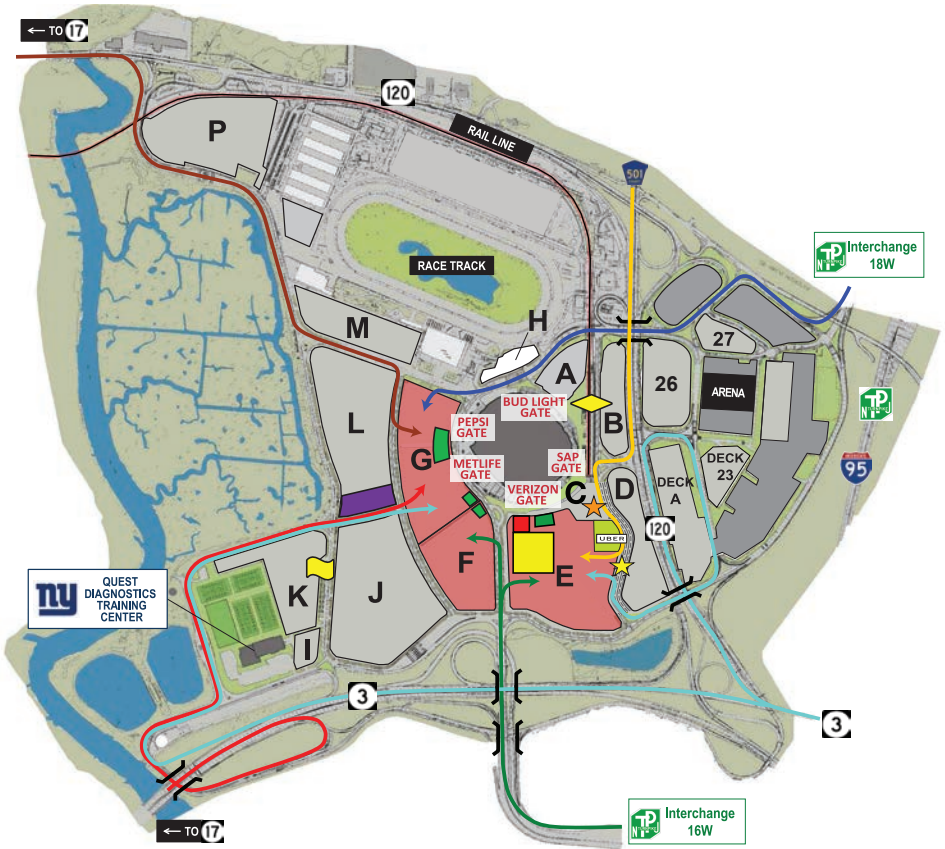 ← TO 17
120
P
RAIL LINE
501
Interchange
18W
RACE TRACK
H
M
27
A
26
ARENA
BUD LIGHT
GATE
B
L
PEPSI
GATE
G
METLIFE
GATE
SAP
GATE
DECK
23
95
VERIZON
GATE
C
D
DECK
A
120
UBER
F
E
K
J
I
ny
QUEST
DIAGNOSTICS
TRAINING
CENTER
3
3
Interchange
16W
← TO 17